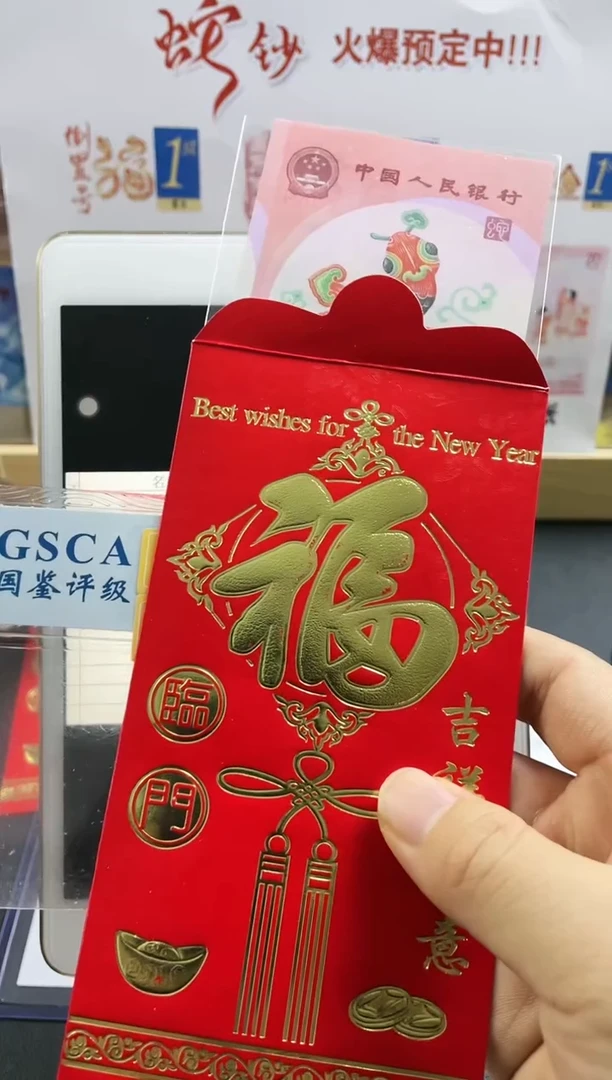 蛇钞 火爆预定中!!!
倒置号
福
1
中国人民银行
Best wishes for the New Year
福
GSCA
国鉴评级
臨
門
吉祥
意